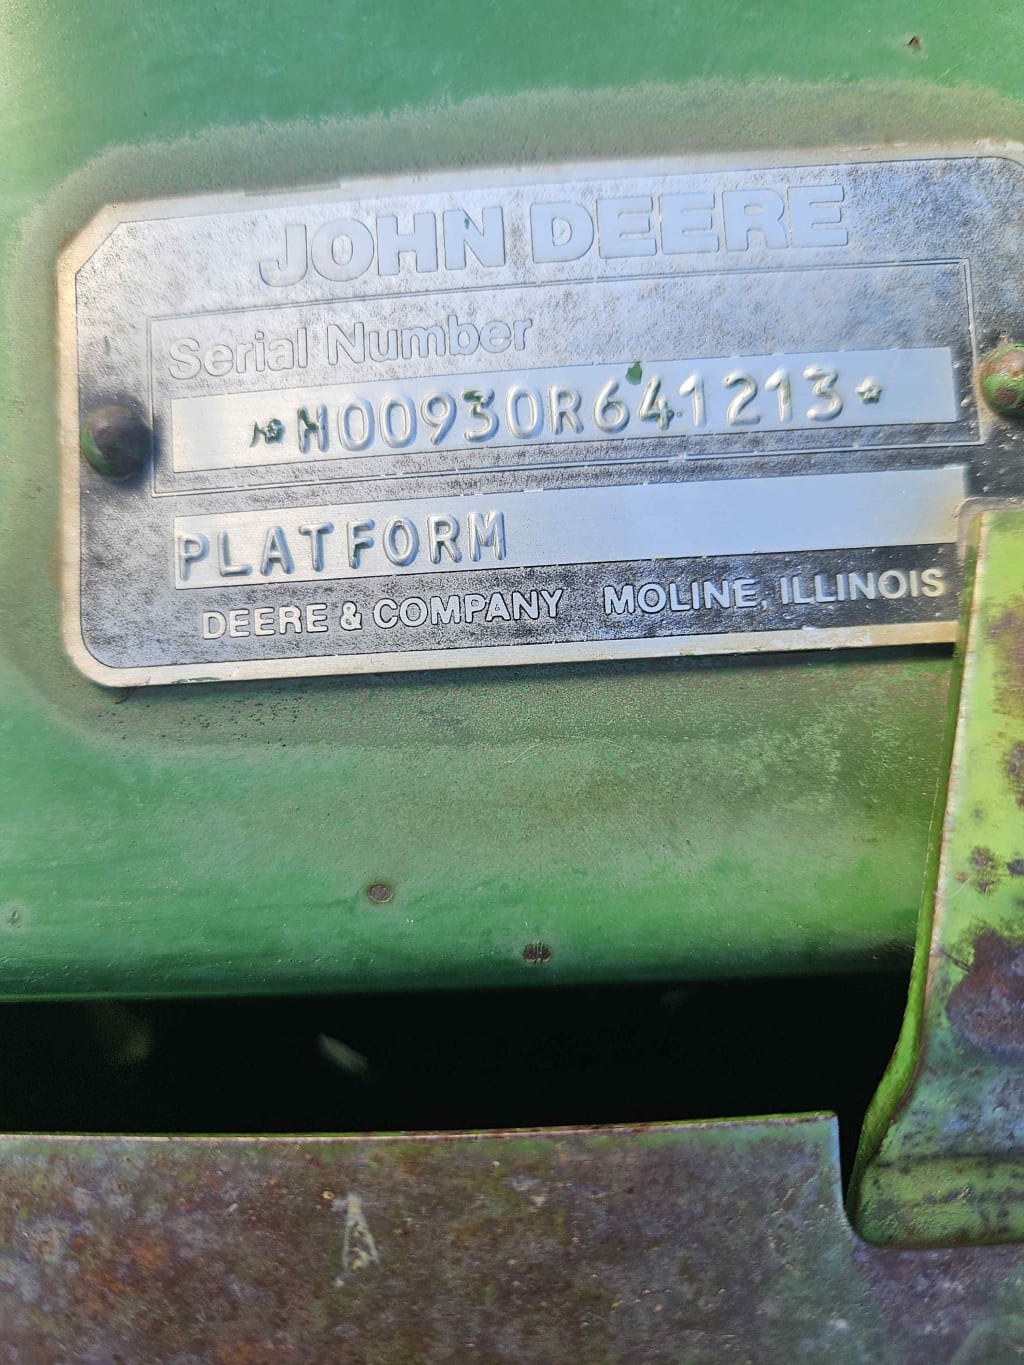 JOHN DEERE
Serial Number
*H00930R641213*
PLATFORM
DEERE & COMPANY MOLINE, ILLINOIS